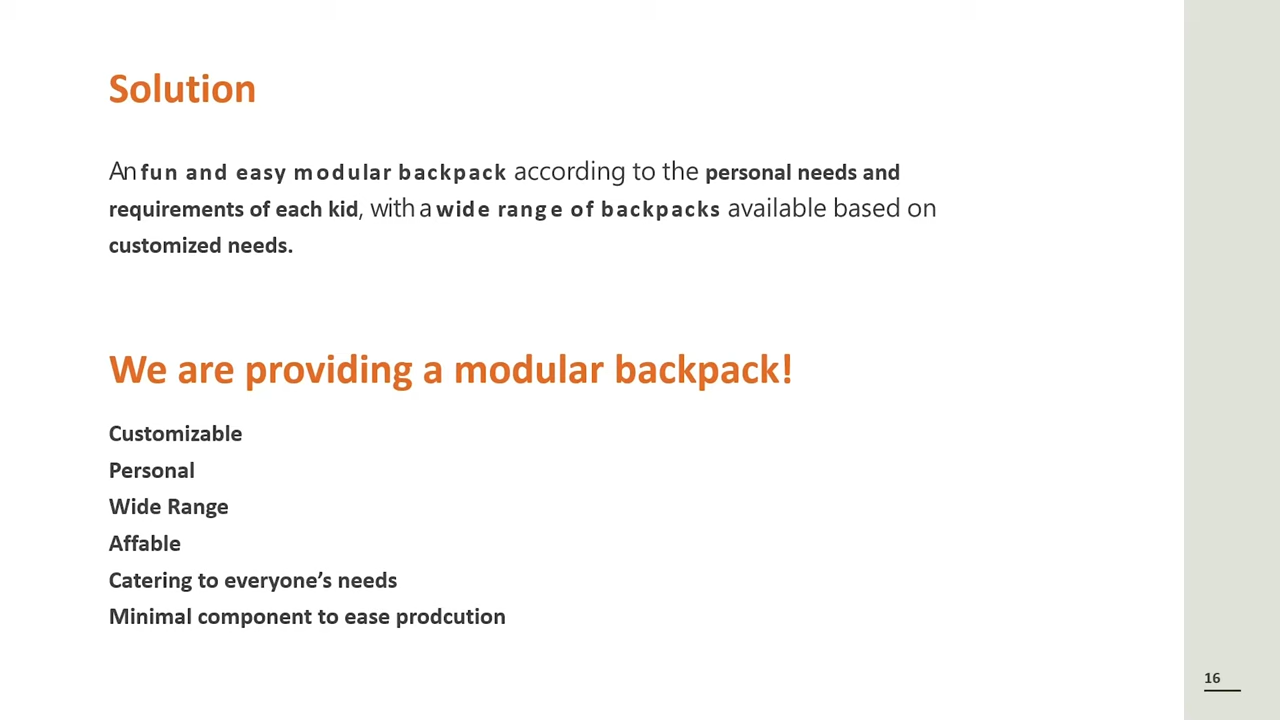 Solution
An fun and easy modular backpack according to the personal needs and
requirements of each kid, with a wide range of backpacks available based on
customized needs.
We are providing a modular backpack!
Customizable
Personal
Wide Range
Affable
Catering to everyone’s needs
Minimal component to ease prodcution
16